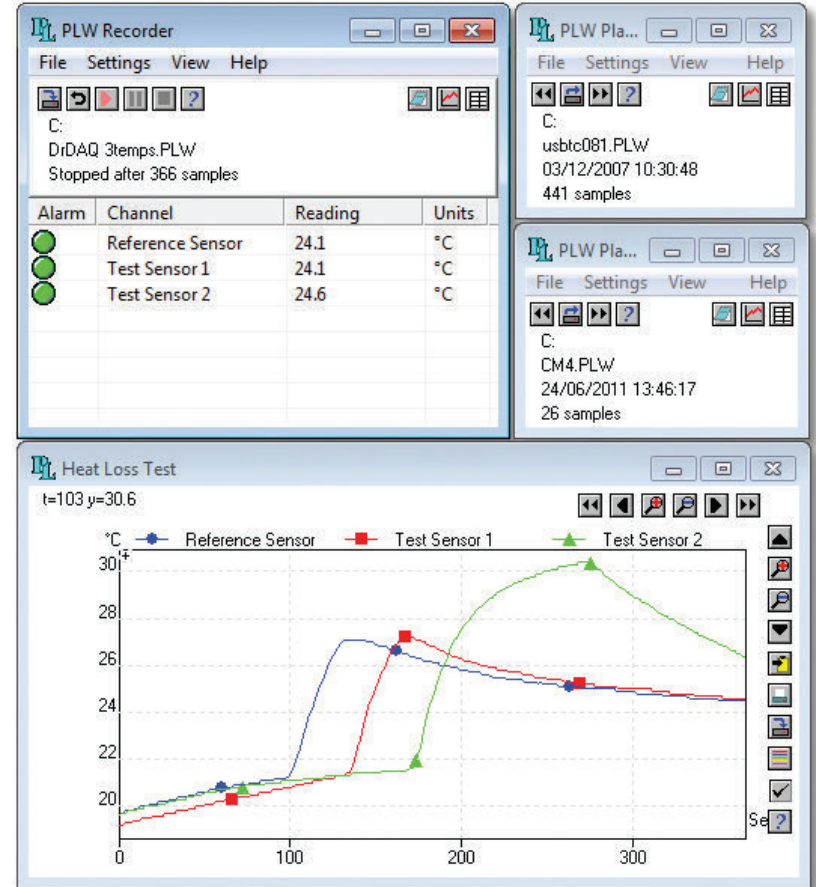 PLW Recorder
File Settings View Help
C:
DrDAQ 3temps.PLW
Stopped after 366 samples
Alarm Channel Reading Units
Reference Sensor 24.1 °C
Test Sensor 1 24.1 °C
Test Sensor 2 24.6 °C
PLW Pla...
File Settings View Help
C:
usbtc081.PLW
03/12/2007 10:30:48
441 samples
PLW Pla...
File Settings View Help
C:
CM4.PLW
24/06/2011 13:46:17
26 samples
Heat Loss Test
t=103 y=30.6
°C Reference Sensor Test Sensor 1 Test Sensor 2
30
28
26
24
22
20
Se
0 100 200 300